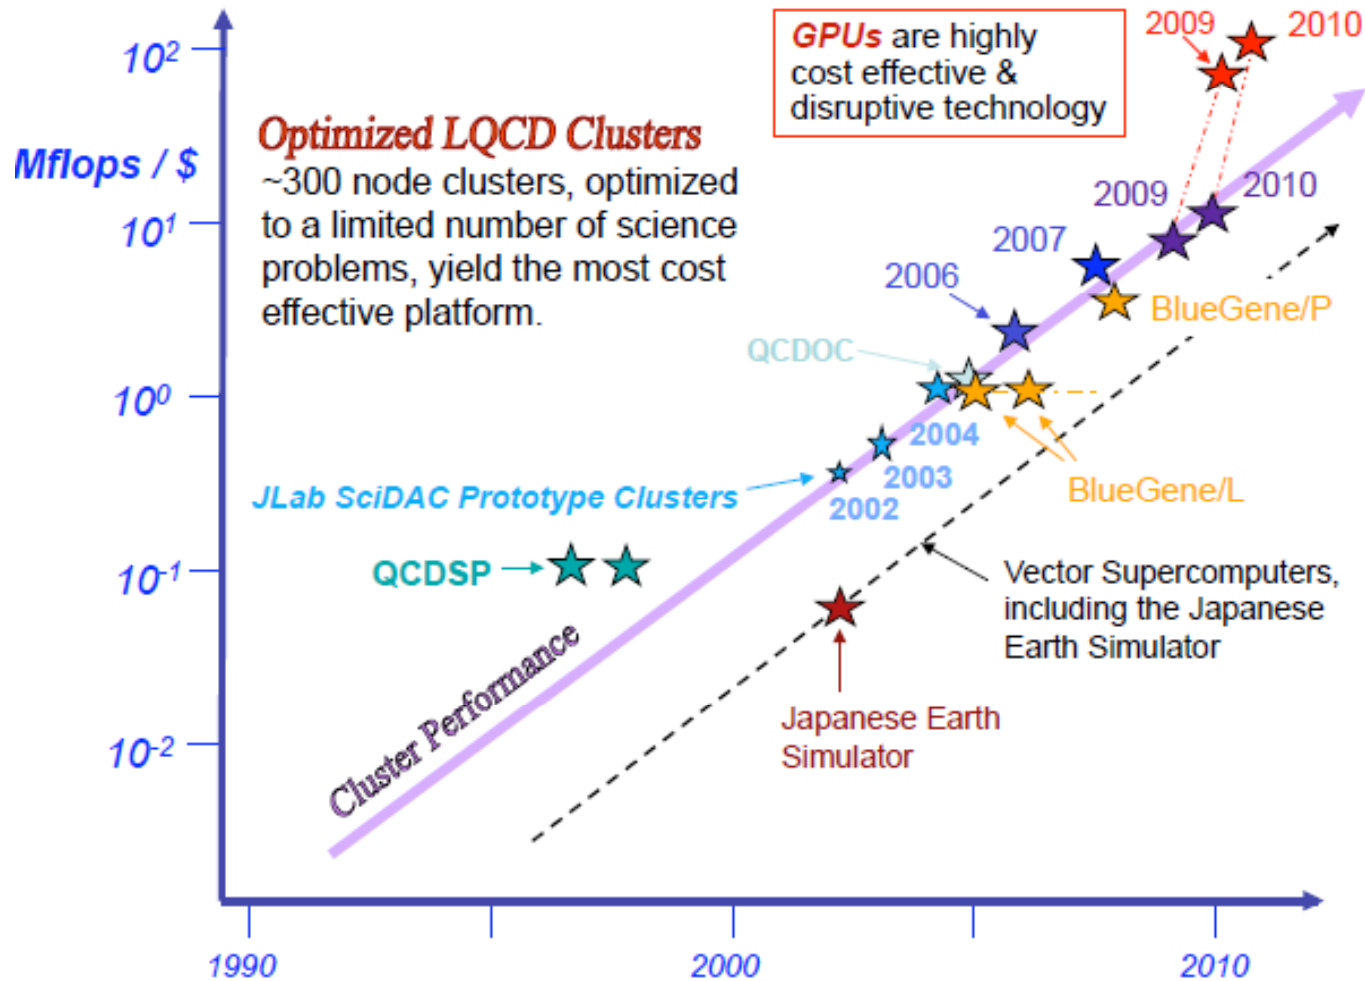 10²
Mflops / $
10¹
10⁰
10⁻¹
10⁻²
Optimized LQCD Clusters
~300 node clusters, optimized
to a limited number of science
problems, yield the most cost
effective platform.
GPUs are highly
cost effective &
disruptive technology
2009
2010
2009
2010
2007
2006
BlueGene/P
QCDOC
2004
2003
2002
BlueGene/L
JLab SciDAC Prototype Clusters
QCDSP
Vector Supercomputers,
including the Japanese
Earth Simulator
Cluster Performance
Japanese Earth
Simulator
1990
2000
2010